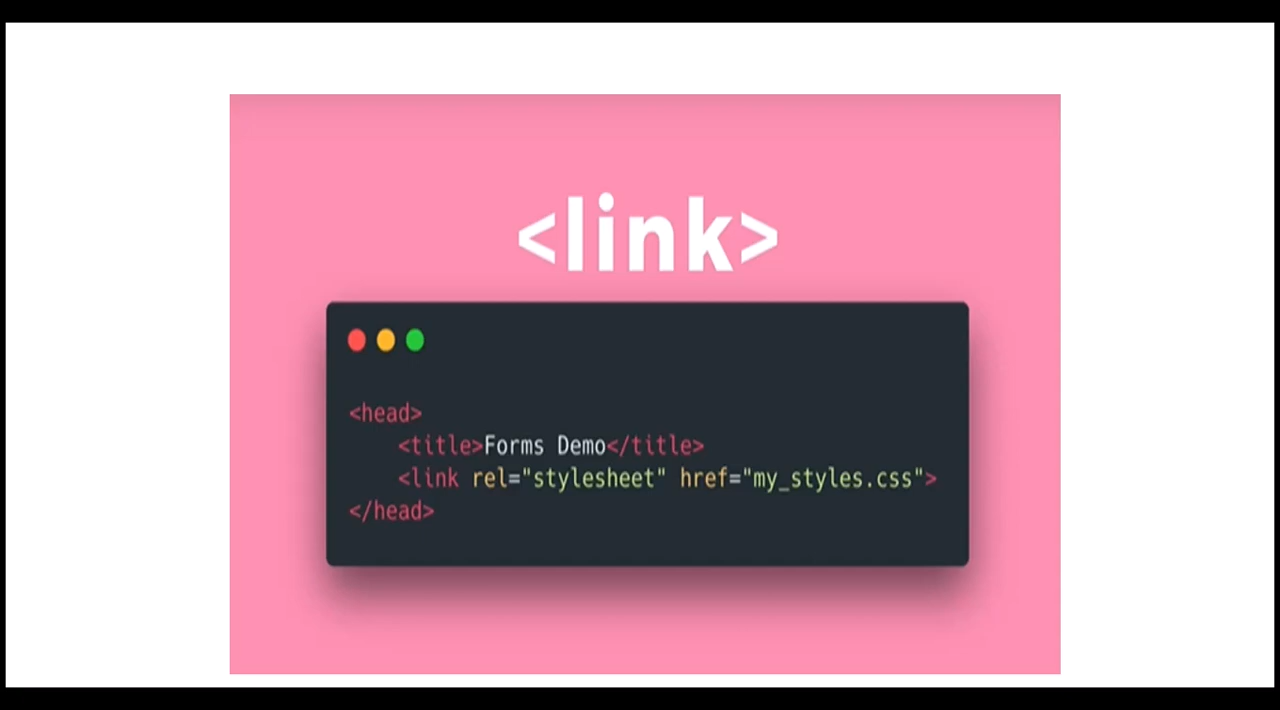 <link>
<head>
    <title>Forms Demo</title>
    <link rel="stylesheet" href="my_styles.css">
</head>